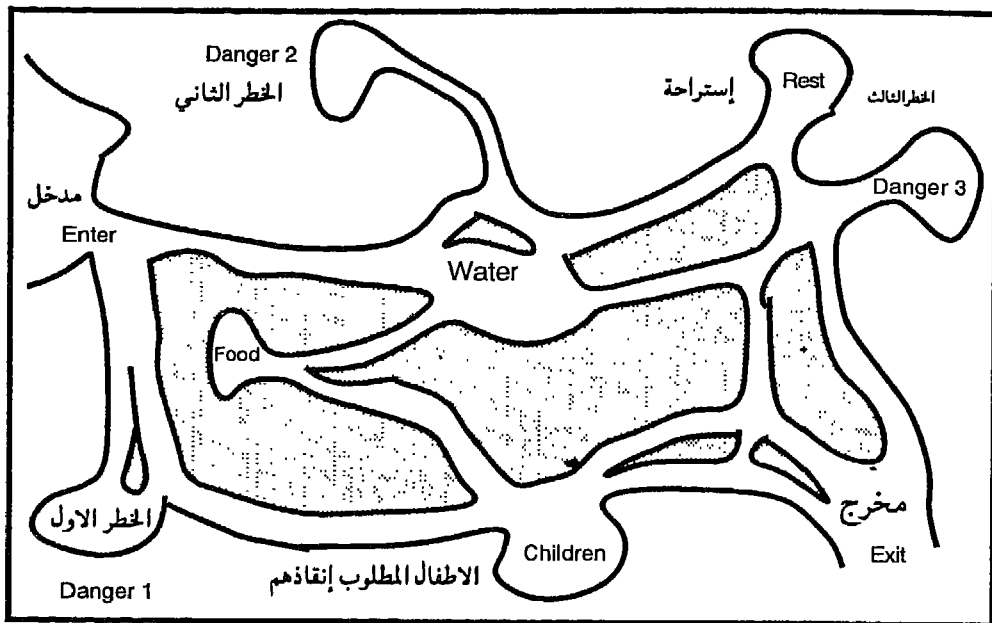 Danger 2
الخطر الثاني
إستراحة
Rest
الخطر الثالث
Danger 3
مدخل
Enter
Water
Food
الخطر الاول
Danger 1
Children
الاطفال المطلوب إنقاذهم
مخرج
Exit